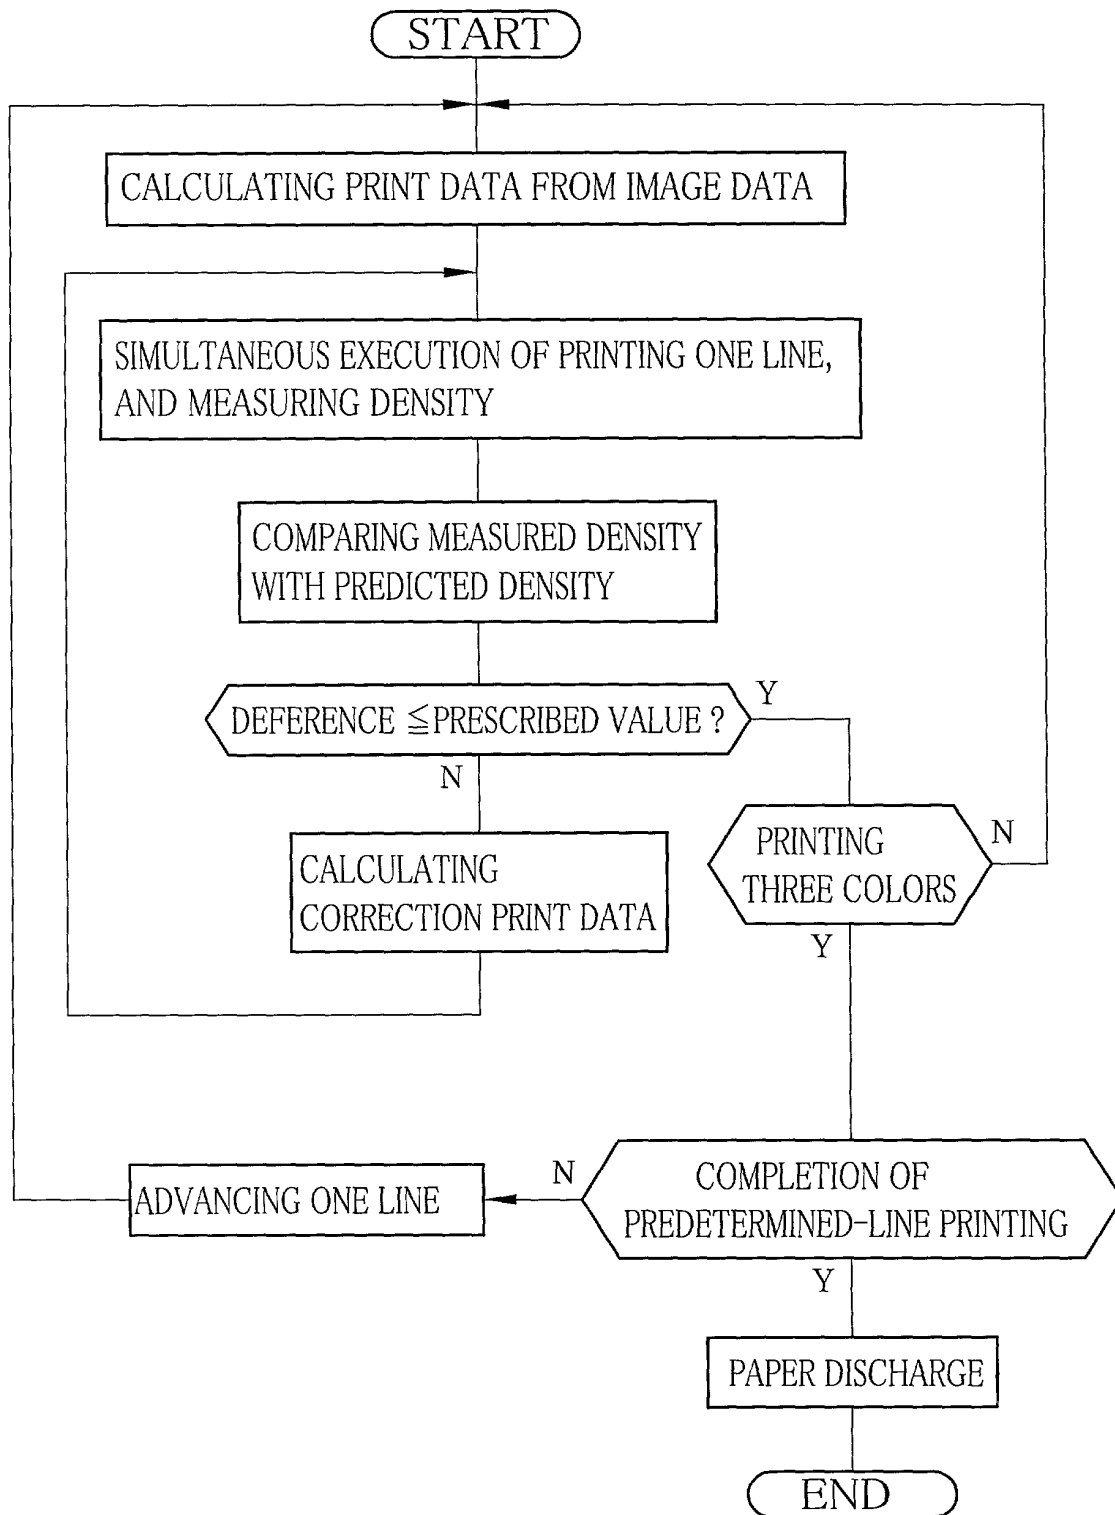 START
CALCULATING PRINT DATA FROM IMAGE DATA
SIMULTANEOUS EXECUTION OF PRINTING ONE LINE,
AND MEASURING DENSITY
COMPARING MEASURED DENSITY
WITH PREDICTED DENSITY
DEFERENCE ≦PRESCRIBED VALUE ?
Y
N
CALCULATING
CORRECTION PRINT DATA
PRINTING
THREE COLORS
N
Y
COMPLETION OF
PREDETERMINED-LINE PRINTING
N
ADVANCING ONE LINE
Y
PAPER DISCHARGE
END